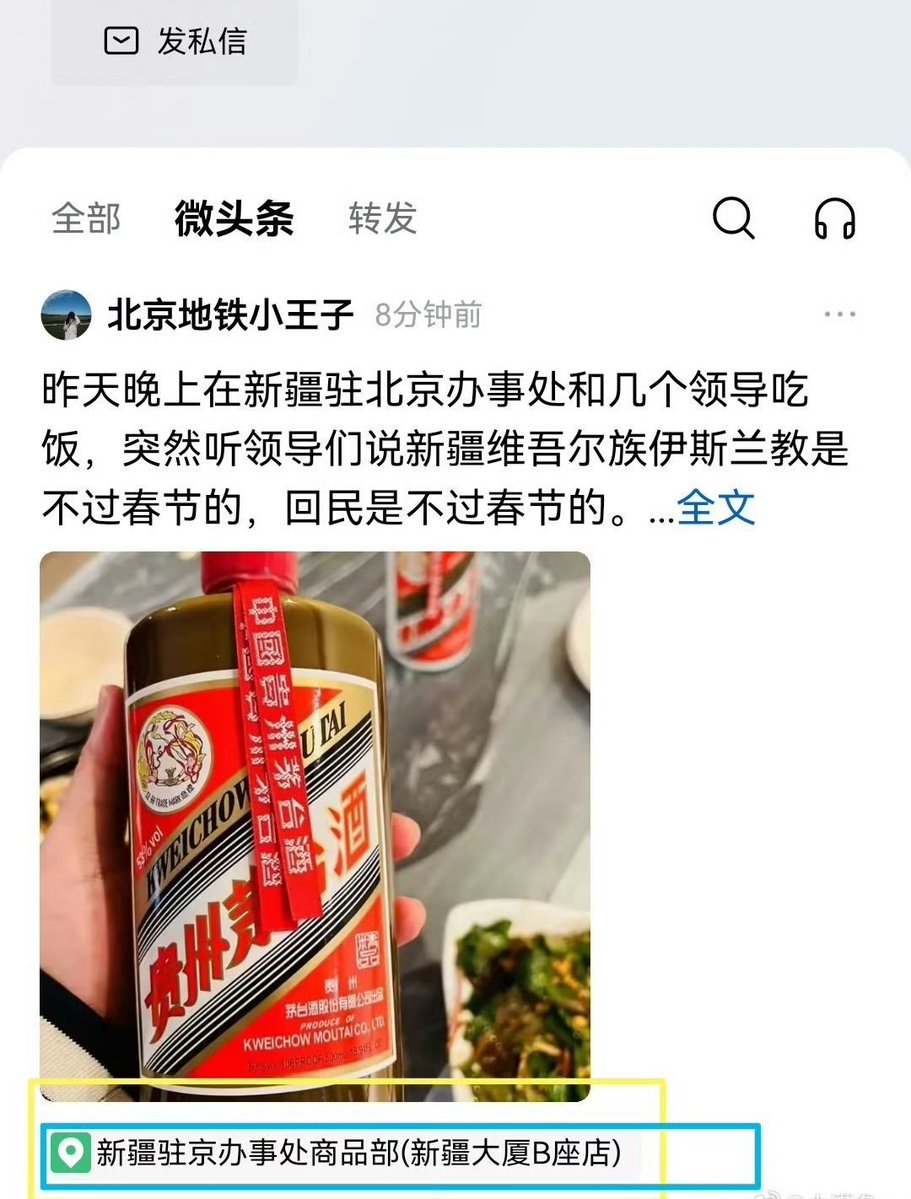 发私信
全部 微头条 转发
北京地铁小王子 8分钟前
昨天晚上在新疆驻北京办事处和几个领导吃
饭，突然听领导们说新疆维吾尔族伊斯兰教是
不过春节的，回民是不过春节的。...全文
中國贵州茅台酒
MOUTAI
KWEICHOW
53% vol
贵州茅台酒
精品
贵州
茅台酒股份有限公司出品
PRODUCE OF
KWEICHOW MOUTAI CO., LTD.
新疆驻京办事处商品部(新疆大厦B座店)